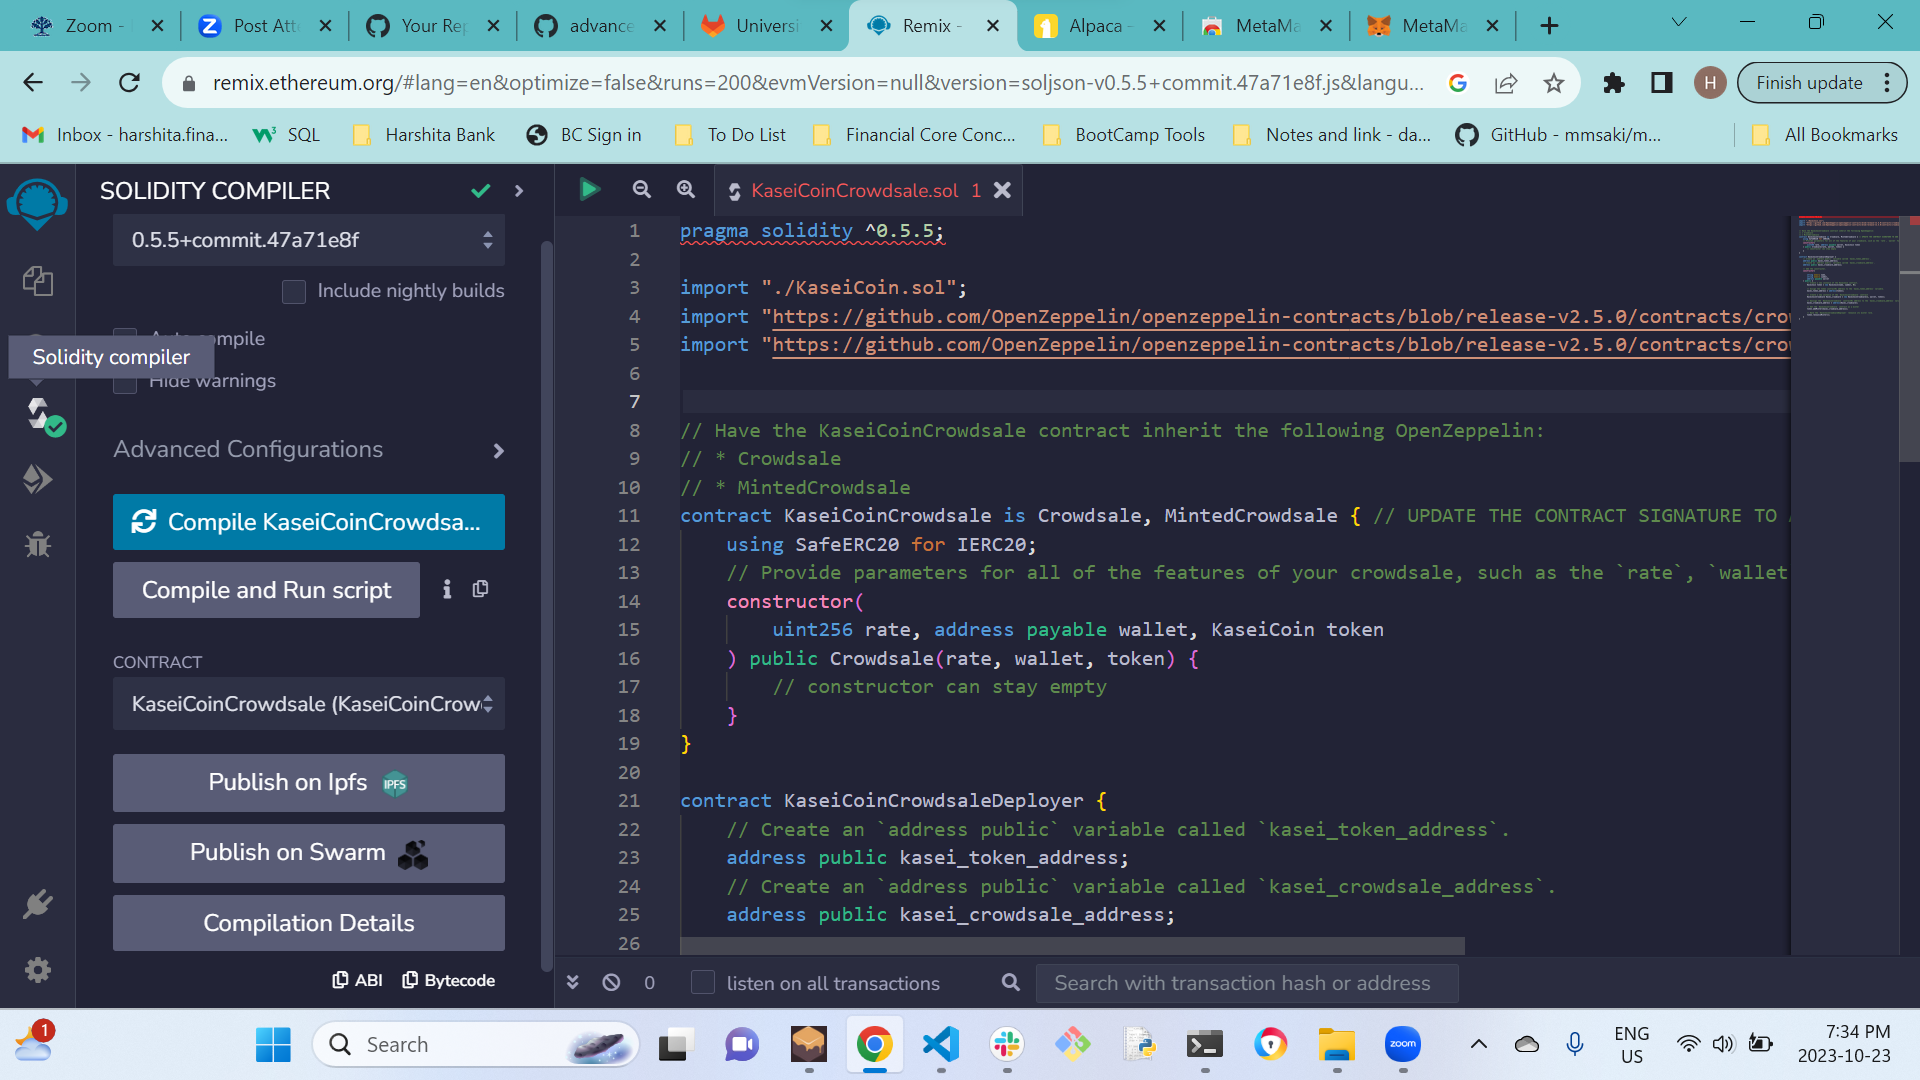 Zoom -
Post Atte
Your Rep
advance
Universi
Remix -
Alpaca -
MetaMa
MetaMa
remix.ethereum.org/#lang=en&optimize=false&runs=200&evmVersion=null&version=soljson-v0.5.5+commit.47a71e8f.js&langu...
H
Finish update
Inbox - harshita.fina...
SQL
Harshita Bank
BC Sign in
To Do List
Financial Core Conc...
BootCamp Tools
Notes and link - da...
GitHub - mmsaki/m...
All Bookmarks
SOLIDITY COMPILER
0.5.5+commit.47a71e8f
Include nightly builds
Auto compile
Solidity compiler
Hide warnings
Advanced Configurations
Compile KaseiCoinCrowdsa...
Compile and Run script
CONTRACT
KaseiCoinCrowdsale (KaseiCoinCrow
Publish on Ipfs IPFS
Publish on Swarm
Compilation Details
ABI Bytecode
KaseiCoinCrowdsale.sol 1
1 pragma solidity ^0.5.5;
2
3 import "./KaseiCoin.sol";
4 import "https://github.com/OpenZeppelin/openzeppelin-contracts/blob/release-v2.5.0/contracts/cro
5 import "https://github.com/OpenZeppelin/openzeppelin-contracts/blob/release-v2.5.0/contracts/cro
6
7
8 // Have the KaseiCoinCrowdsale contract inherit the following OpenZeppelin:
9 // * Crowdsale
10 // * MintedCrowdsale
11 contract KaseiCoinCrowdsale is Crowdsale, MintedCrowdsale { // UPDATE THE CONTRACT SIGNATURE TO
12 using SafeERC20 for IERC20;
13 // Provide parameters for all of the features of your crowdsale, such as the `rate`, `wallet
14 constructor(
15 uint256 rate, address payable wallet, KaseiCoin token
16 ) public Crowdsale(rate, wallet, token) {
17 // constructor can stay empty
18 }
19 }
20
21 contract KaseiCoinCrowdsaleDeployer {
22 // Create an `address public` variable called `kasei_token_address`.
23 address public kasei_token_address;
24 // Create an `address public` variable called `kasei_crowdsale_address`.
25 address public kasei_crowdsale_address;
26
0
listen on all transactions
Search with transaction hash or address
1
Search
zoom
ENG
US
7:34 PM
2023-10-23